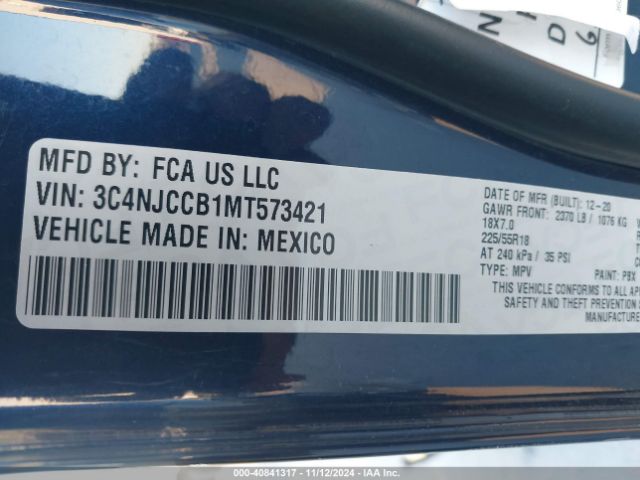 N
D
6
MFD BY: FCA US LLC
VIN: 3C4NJCCB1MT573421
VEHICLE MADE IN: MEXICO
DATE OF MFR (BUILT): 12-20
GAWR FRONT: 2370 LB / 1076 KG
18X7.0
225/55R18
AT 240 kPa / 35 PSI
TYPE: MPV PAINT: PBX
THIS VEHICLE CONFORMS TO ALL AP
SAFETY AND THEFT PREVENTION
MANUFACTURE
000-40841317 - 11/12/2024 - IAA Inc.